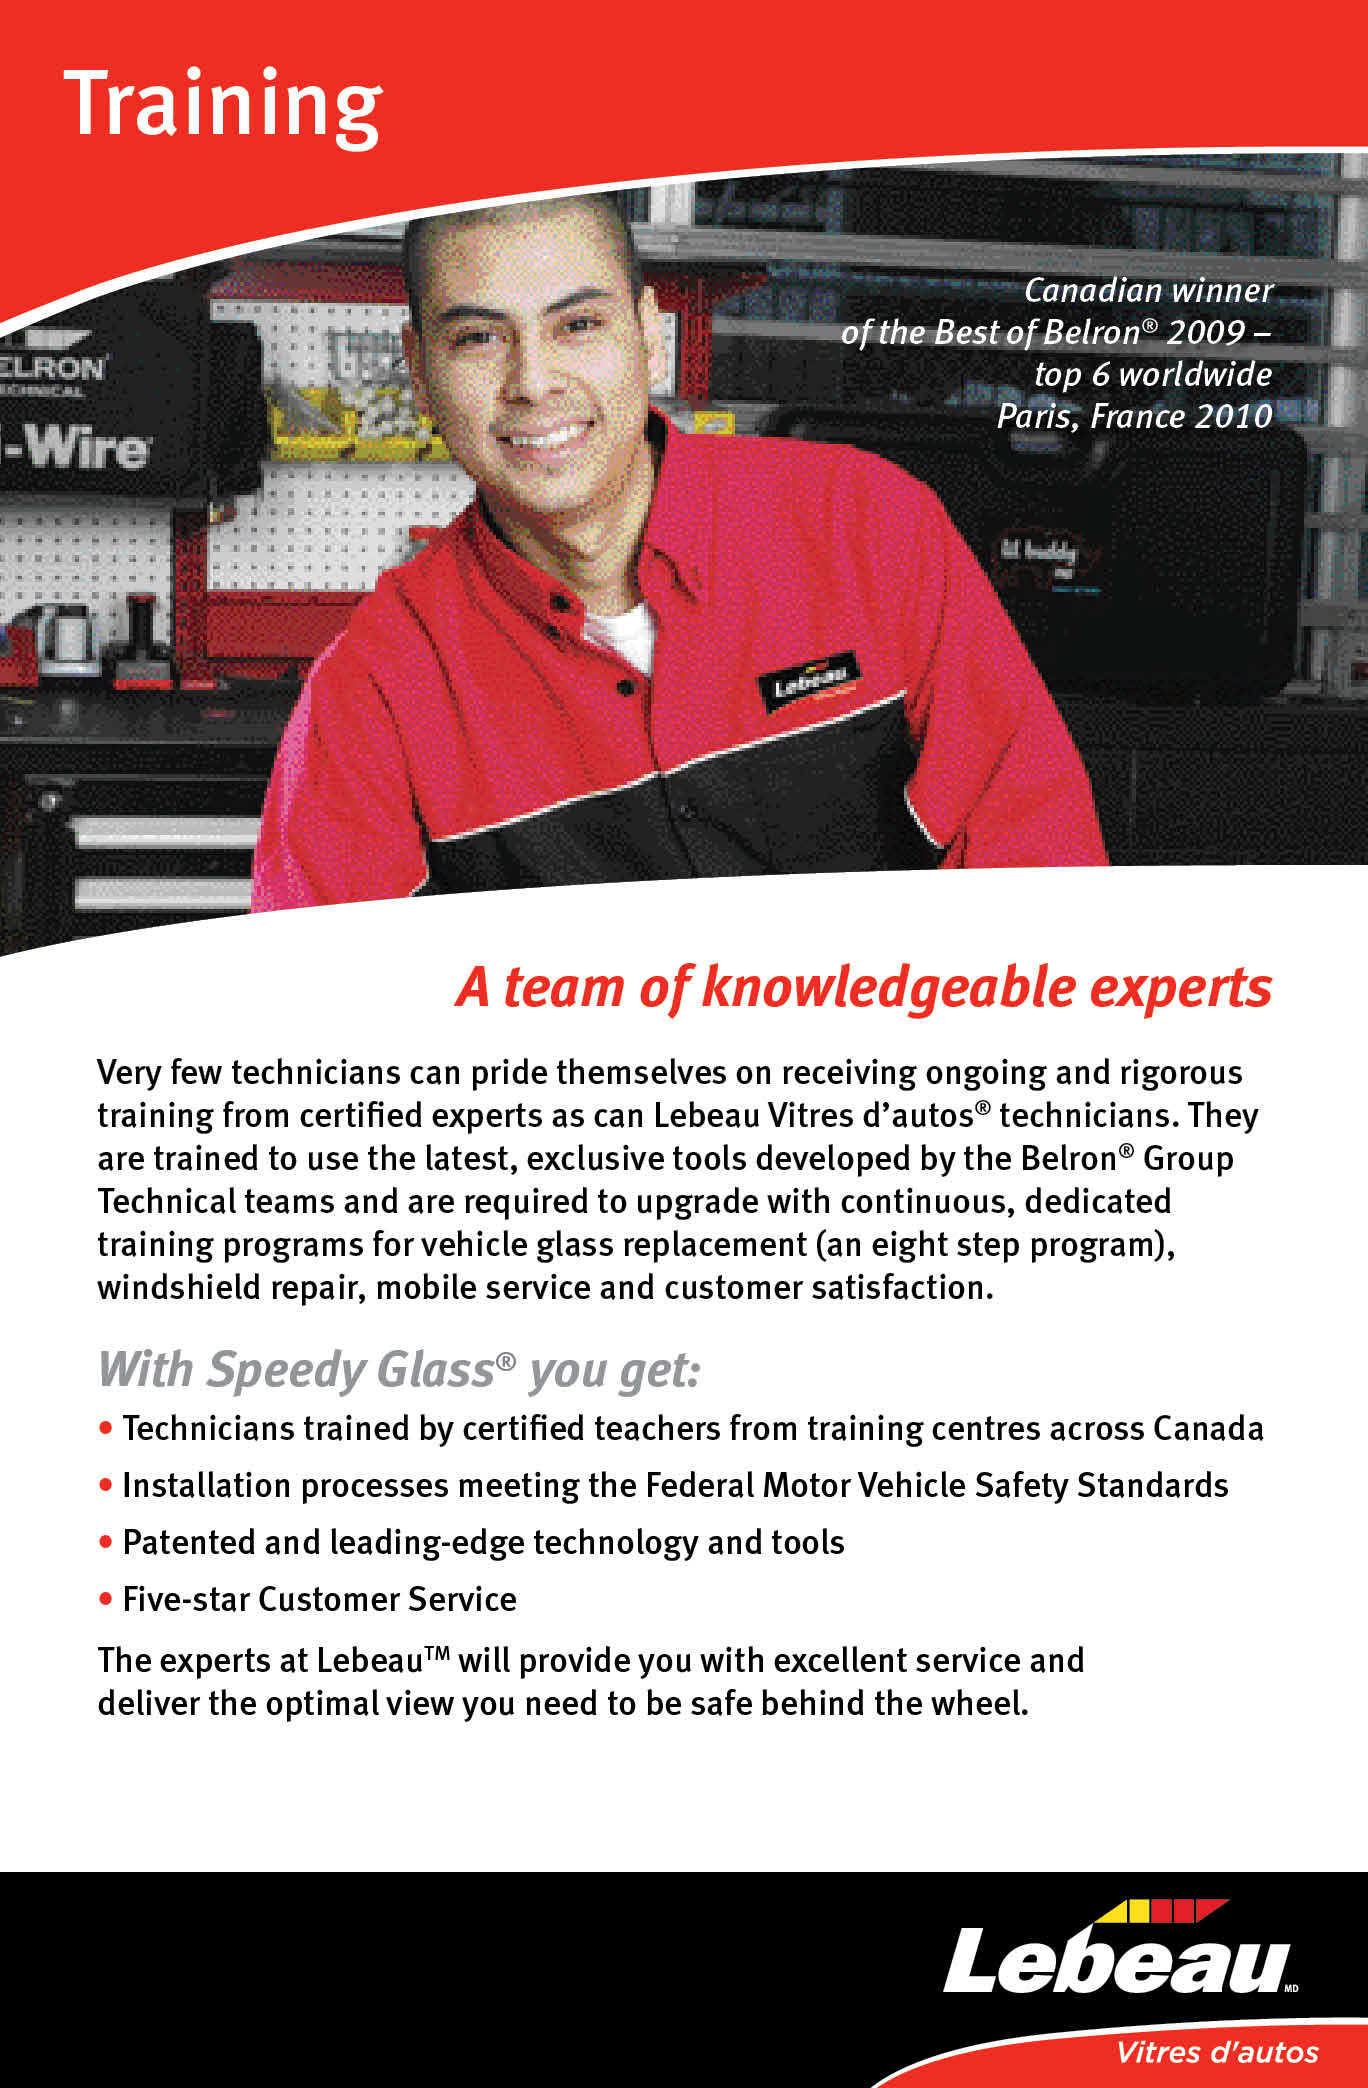 Training
Canadian winner
of the Best of Belron® 2009 –
top 6 worldwide
Paris, France 2010
ELRON
ECHNICAL
-Wire
lil buddy
Lebeau
A team of knowledgeable experts
Very few technicians can pride themselves on receiving ongoing and rigorous
training from certified experts as can Lebeau Vitres d’autos® technicians. They
are trained to use the latest, exclusive tools developed by the Belron® Group
Technical teams and are required to upgrade with continuous, dedicated
training programs for vehicle glass replacement (an eight step program),
windshield repair, mobile service and customer satisfaction.
With Speedy Glass® you get:
• Technicians trained by certified teachers from training centres across Canada
• Installation processes meeting the Federal Motor Vehicle Safety Standards
• Patented and leading-edge technology and tools
• Five-star Customer Service
The experts at Lebeau™ will provide you with excellent service and
deliver the optimal view you need to be safe behind the wheel.
Lebeau MD
Vitres d'autos